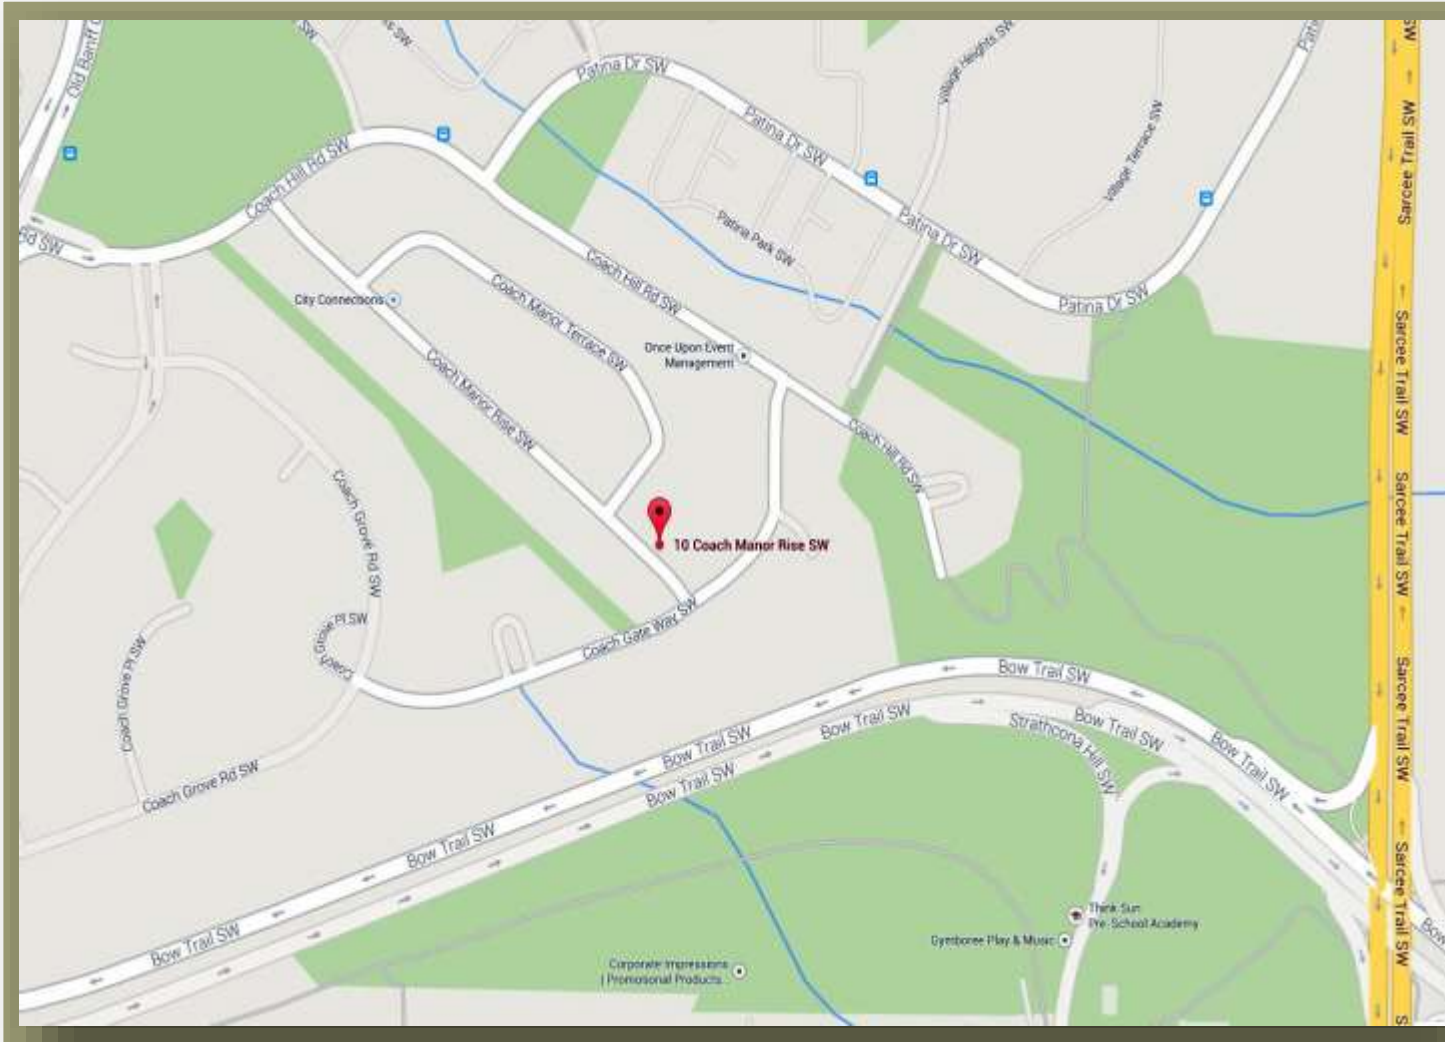 Old Banff
SW
ks-SW
Patina Dr SW
Village Heights SW
Pati
SW
Coach Hill Rd SW
Patina Dr SW
Village Terrace SW
Sarcee Trail SW
Rd SW
Patina Park SW
Patina Dr SW
City Connections
Coach Manor Terrace SW
Coach Hill Rd SW
Patina Dr SW
Once Upon Event
Management
Sarcee Trail SW
Coach Manor Rise SW
Coach Hill Rd SW
Coach Grove Rd SW
Sarcee Trail SW
10 Coach Manor Rise SW
Coach Grove Pl SW
Coach Gate Way SW
Coach Grove Pl SW
Bow Trail SW
Sarcee Trail SW
Bow Trail SW
Bow Trail SW
Strathcona Hill SW
Bow Trail SW
Bow Trail SW
Bow Trail SW
Coach Grove Rd SW
Bow Trail SW
Sarcee Trail SW
Bow Trail SW
Think Sun
Pre-School Academy
Gymboree Play & Music
Bow
Corporate Impressions
| Promotional Products...
S